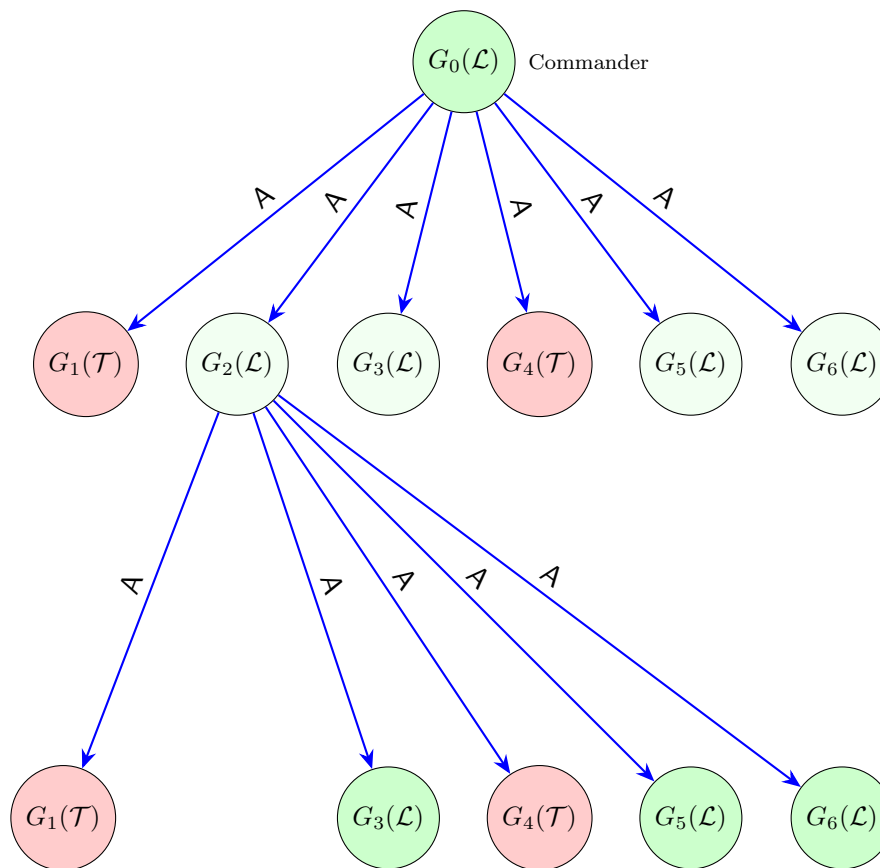 G₀(𝓛) Commander
A A A A A A
G₁(𝒯) G₂(𝓛) G₃(𝓛) G₄(𝒯) G₅(𝓛) G₆(𝓛)
A A A A A
G₁(𝒯) G₃(𝓛) G₄(𝒯) G₅(𝓛) G₆(𝓛)